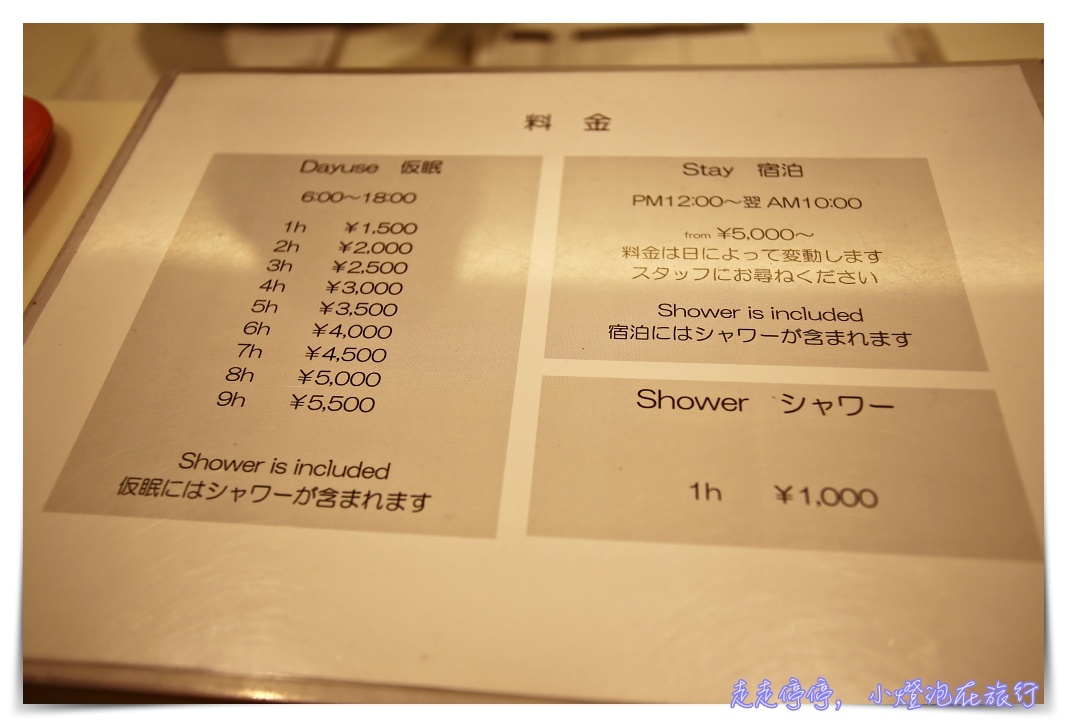 料 金
Dayuse 仮眠
6:00～18:00
1h ¥1,500
2h ¥2,000
3h ¥2,500
4h ¥3,000
5h ¥3,500
6h ¥4,000
7h ¥4,500
8h ¥5,000
9h ¥5,500
Shower is included
仮眠にはシャワーが含まれます
Stay 宿泊
PM12:00～翌 AM10:00
from ¥5,000～
料金は日によって変動します
スタッフにお尋ねください
Shower is included
宿泊にはシャワーが含まれます
Shower シャワー
1h ¥1,000
走走停停，小燈泡在旅行